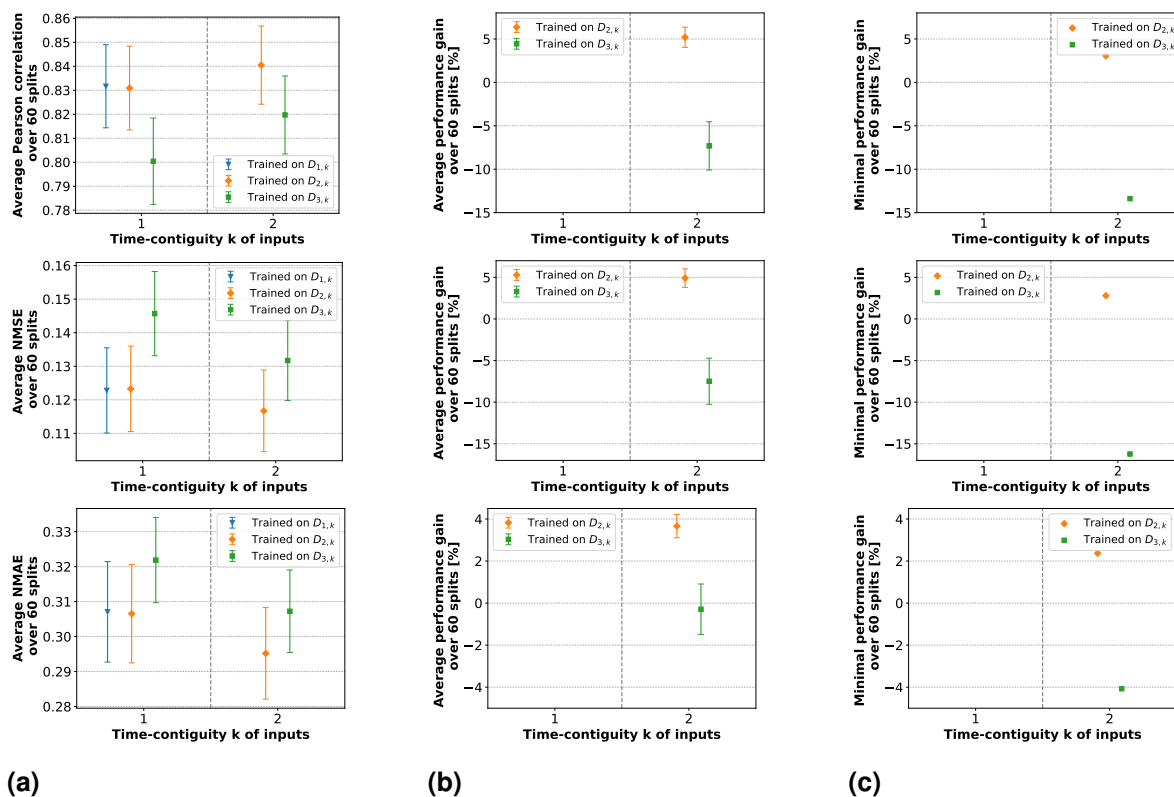 0.86
0.85
0.84
0.83
0.82
0.81
0.80
0.79
0.78
Average Pearson correlation
over 60 splits
Trained on D1,k
Trained on D2,k
Trained on D3,k
1
2
Time-contiguity k of inputs
5
0
−5
−10
−15
Average performance gain
over 60 splits [%]
Trained on D2,k
Trained on D3,k
1
2
Time-contiguity k of inputs
5
0
−5
−10
−15
Minimal performance gain
over 60 splits [%]
Trained on D2,k
Trained on D3,k
1
2
Time-contiguity k of inputs
0.16
0.15
0.14
0.13
0.12
0.11
Average NMSE
over 60 splits
Trained on D1,k
Trained on D2,k
Trained on D3,k
1
2
Time-contiguity k of inputs
5
0
−5
−10
−15
Average performance gain
over 60 splits [%]
Trained on D2,k
Trained on D3,k
1
2
Time-contiguity k of inputs
5
0
−5
−10
−15
Minimal performance gain
over 60 splits [%]
Trained on D2,k
Trained on D3,k
1
2
Time-contiguity k of inputs
0.33
0.32
0.31
0.30
0.29
0.28
Average NMAE
over 60 splits
Trained on D1,k
Trained on D2,k
Trained on D3,k
1
2
Time-contiguity k of inputs
4
2
0
−2
−4
Average performance gain
over 60 splits [%]
Trained on D2,k
Trained on D3,k
1
2
Time-contiguity k of inputs
4
2
0
−2
−4
Minimal performance gain
over 60 splits [%]
Trained on D2,k
Trained on D3,k
1
2
Time-contiguity k of inputs
(a)
(b)
(c)